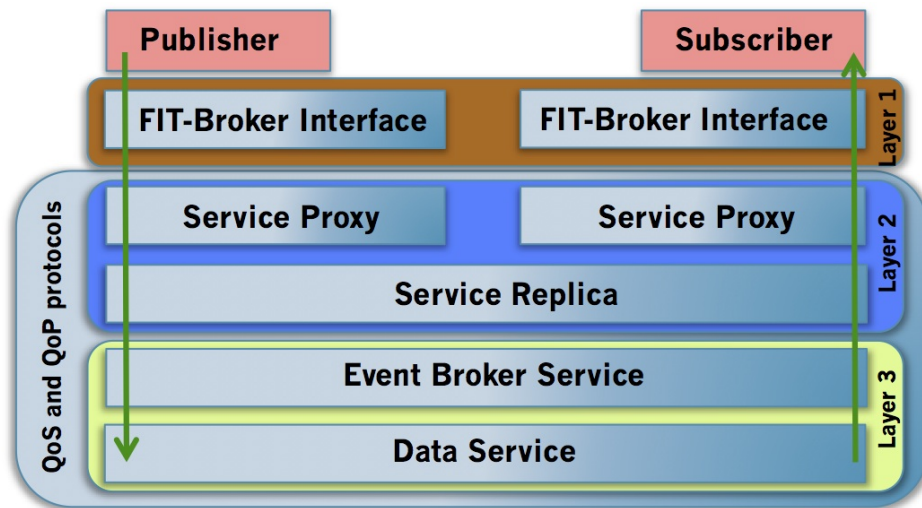 Publisher
Subscriber
FIT-Broker Interface
FIT-Broker Interface
Layer 1
Service Proxy
Service Proxy
Service Replica
Layer 2
Event Broker Service
Data Service
Layer 3
QoS and QoP protocols